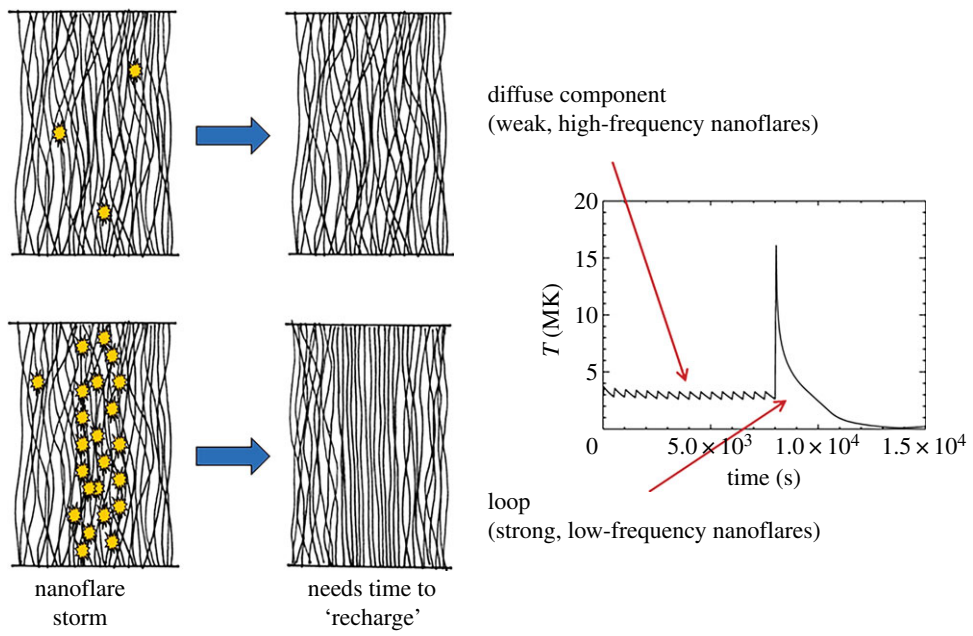 diffuse component
(weak, high-frequency nanoflares)
20
15
10
5
T (MK)
0
5.0×10³
1.0×10⁴
1.5×10⁴
time (s)
loop
(strong, low-frequency nanoflares)
nanoflare
storm
needs time to
‘recharge’